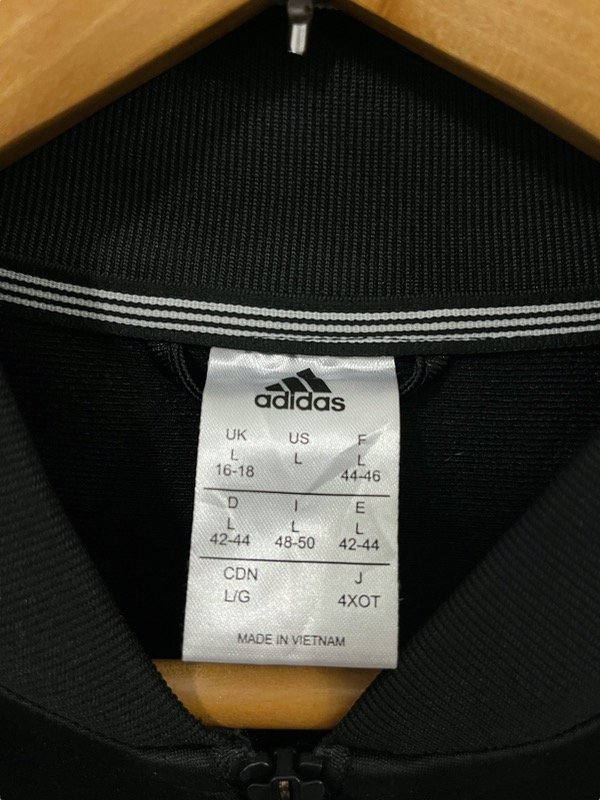 adidas
UK US F
L L L
16-18 44-46
D I E
L L L
42-44 48-50 42-44
CDN J
L/G 4XOT
MADE IN VIETNAM